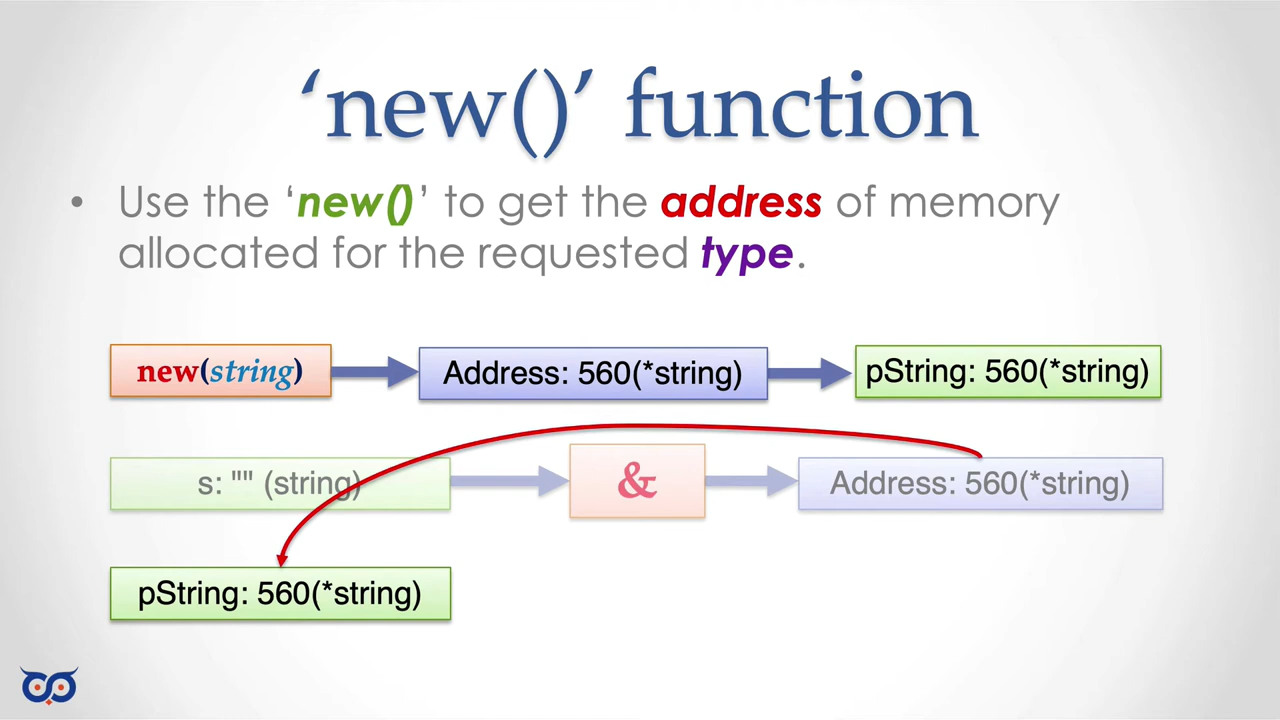 ‘new()’ function
• Use the ‘new()’ to get the address of memory
allocated for the requested type.
new(string)
Address: 560(*string)
pString: 560(*string)
s: "" (string)
&
Address: 560(*string)
pString: 560(*string)